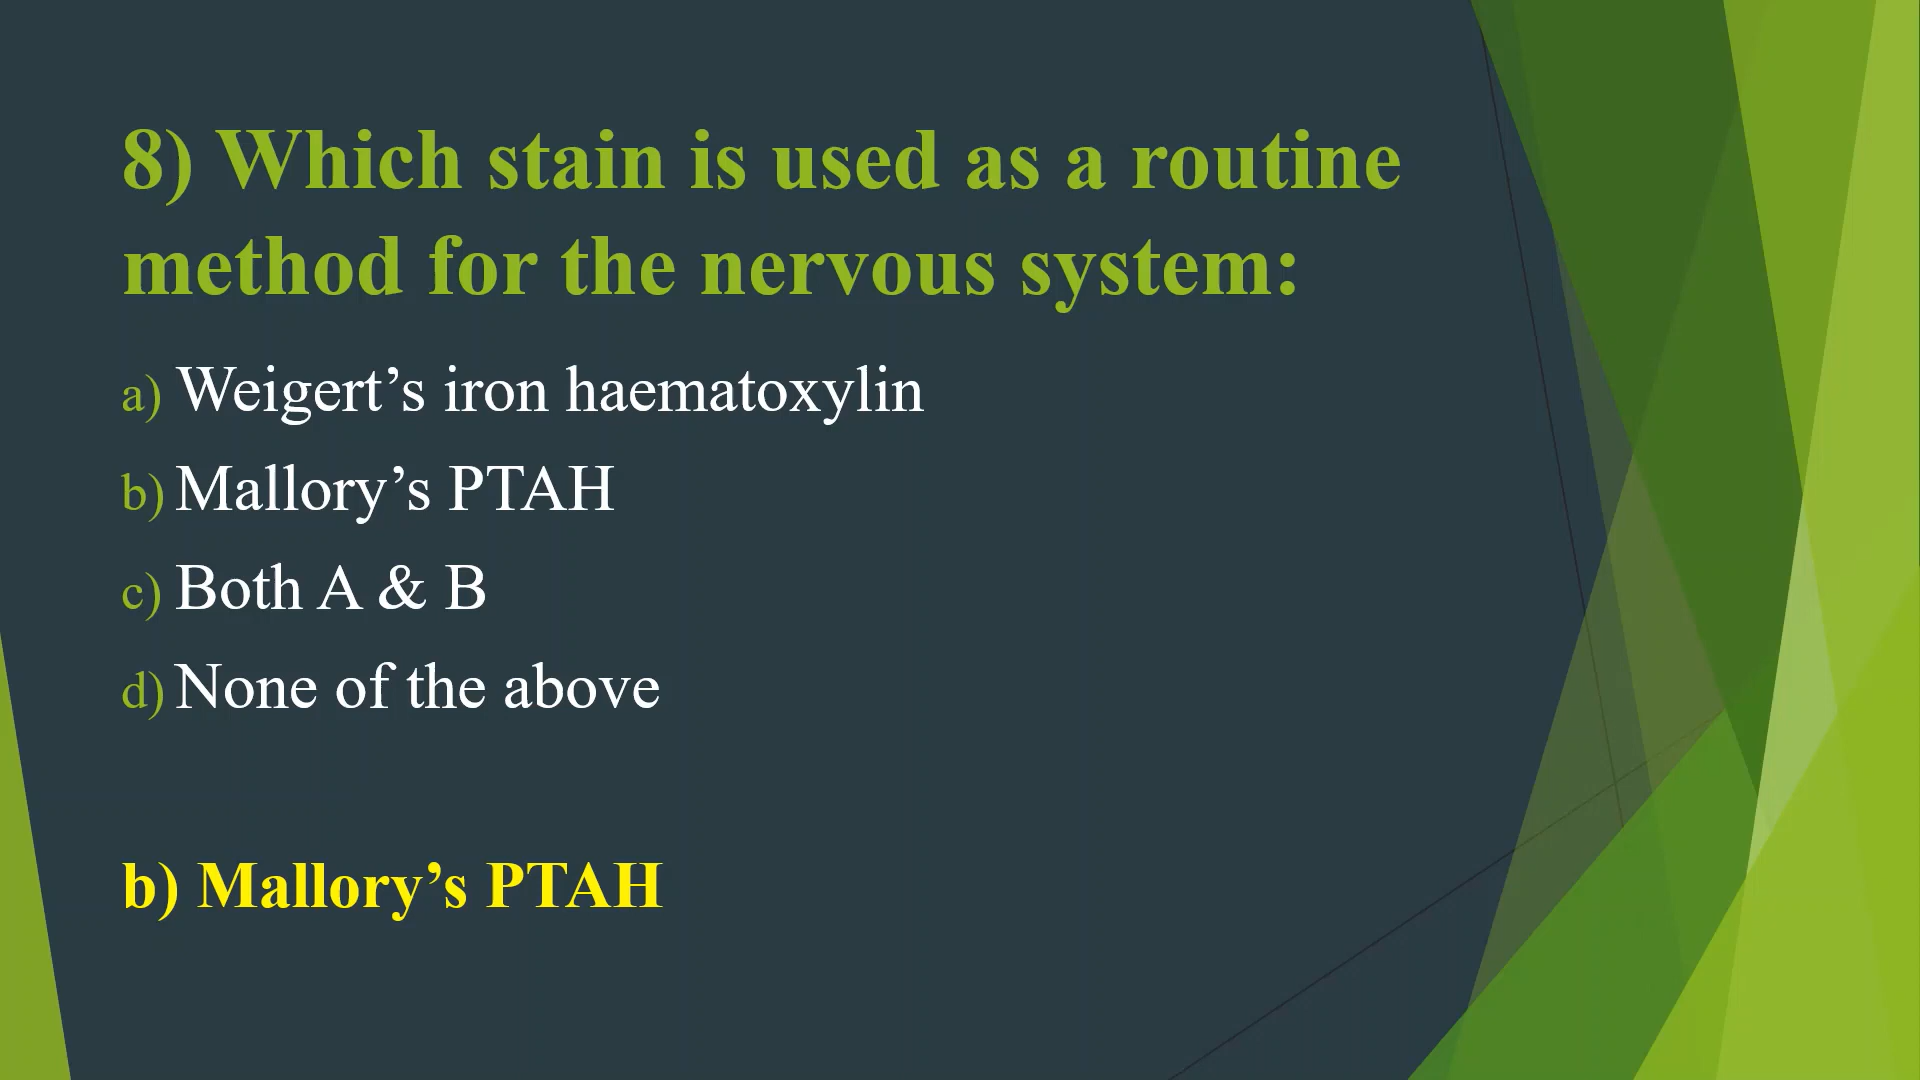 8) Which stain is used as a routine
method for the nervous system:
a) Weigert’s iron haematoxylin
b) Mallory’s PTAH
c) Both A & B
d) None of the above
b) Mallory’s PTAH